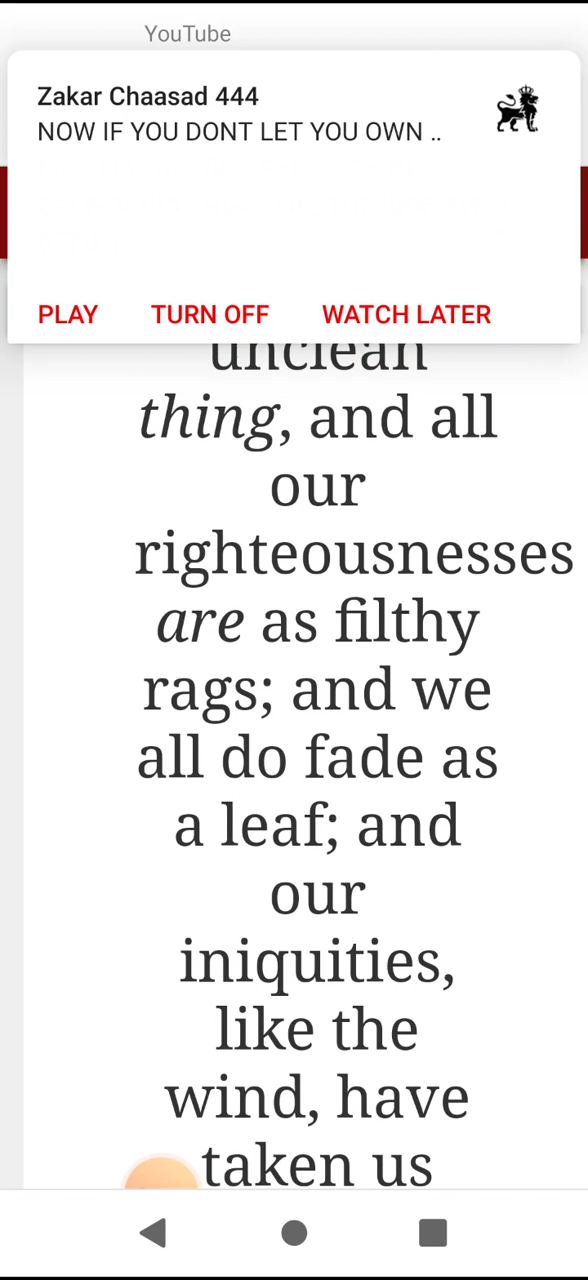 YouTube
Zakar Chaasad 444
NOW IF YOU DONT LET YOU OWN ..
PLAY TURN OFF WATCH LATER
unclean
thing, and all
our
righteousnesses
are as filthy
rags; and we
all do fade as
a leaf; and
our
iniquities,
like the
wind, have
taken us